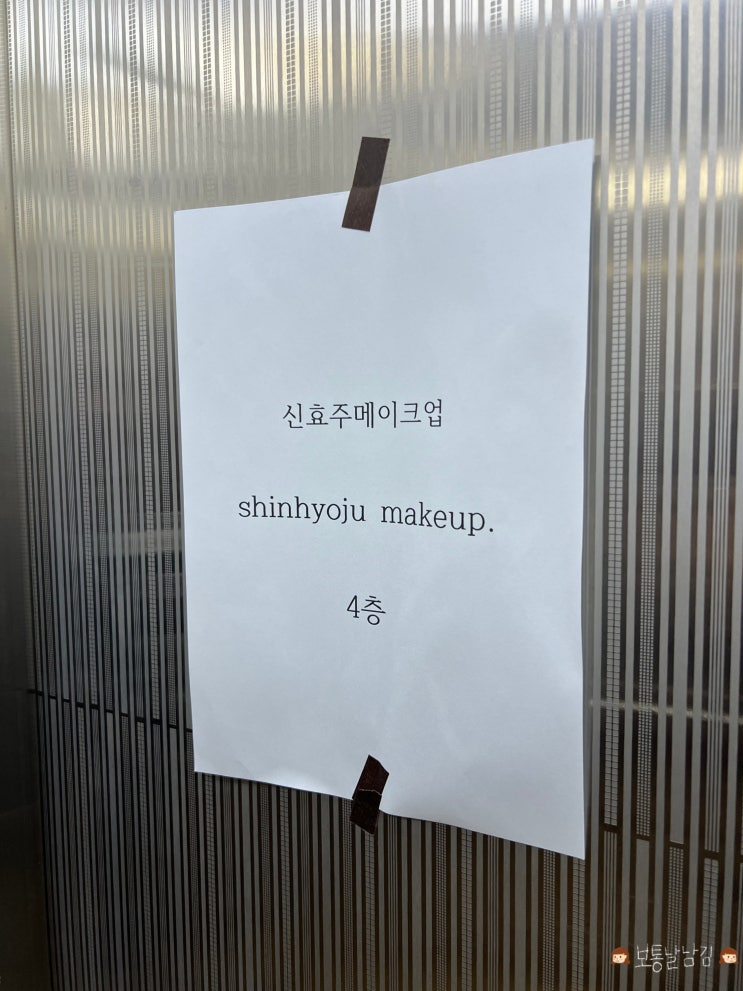 신효주메이크업
shinhyoju makeup.
4층
보통날남김